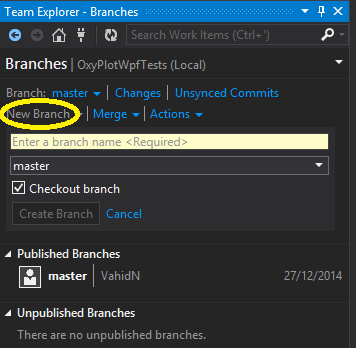 Team Explorer - Branches
Search Work Items (Ctrl+')
Branches | OxyPlotWpfTests (Local)
Branch: master | Changes | Unsynced Commits
New Branch | Merge | Actions
Enter a branch name <Required>
master
Checkout branch
Create Branch Cancel
Published Branches
master | VahidN 27/12/2014
Unpublished Branches
There are no unpublished branches.